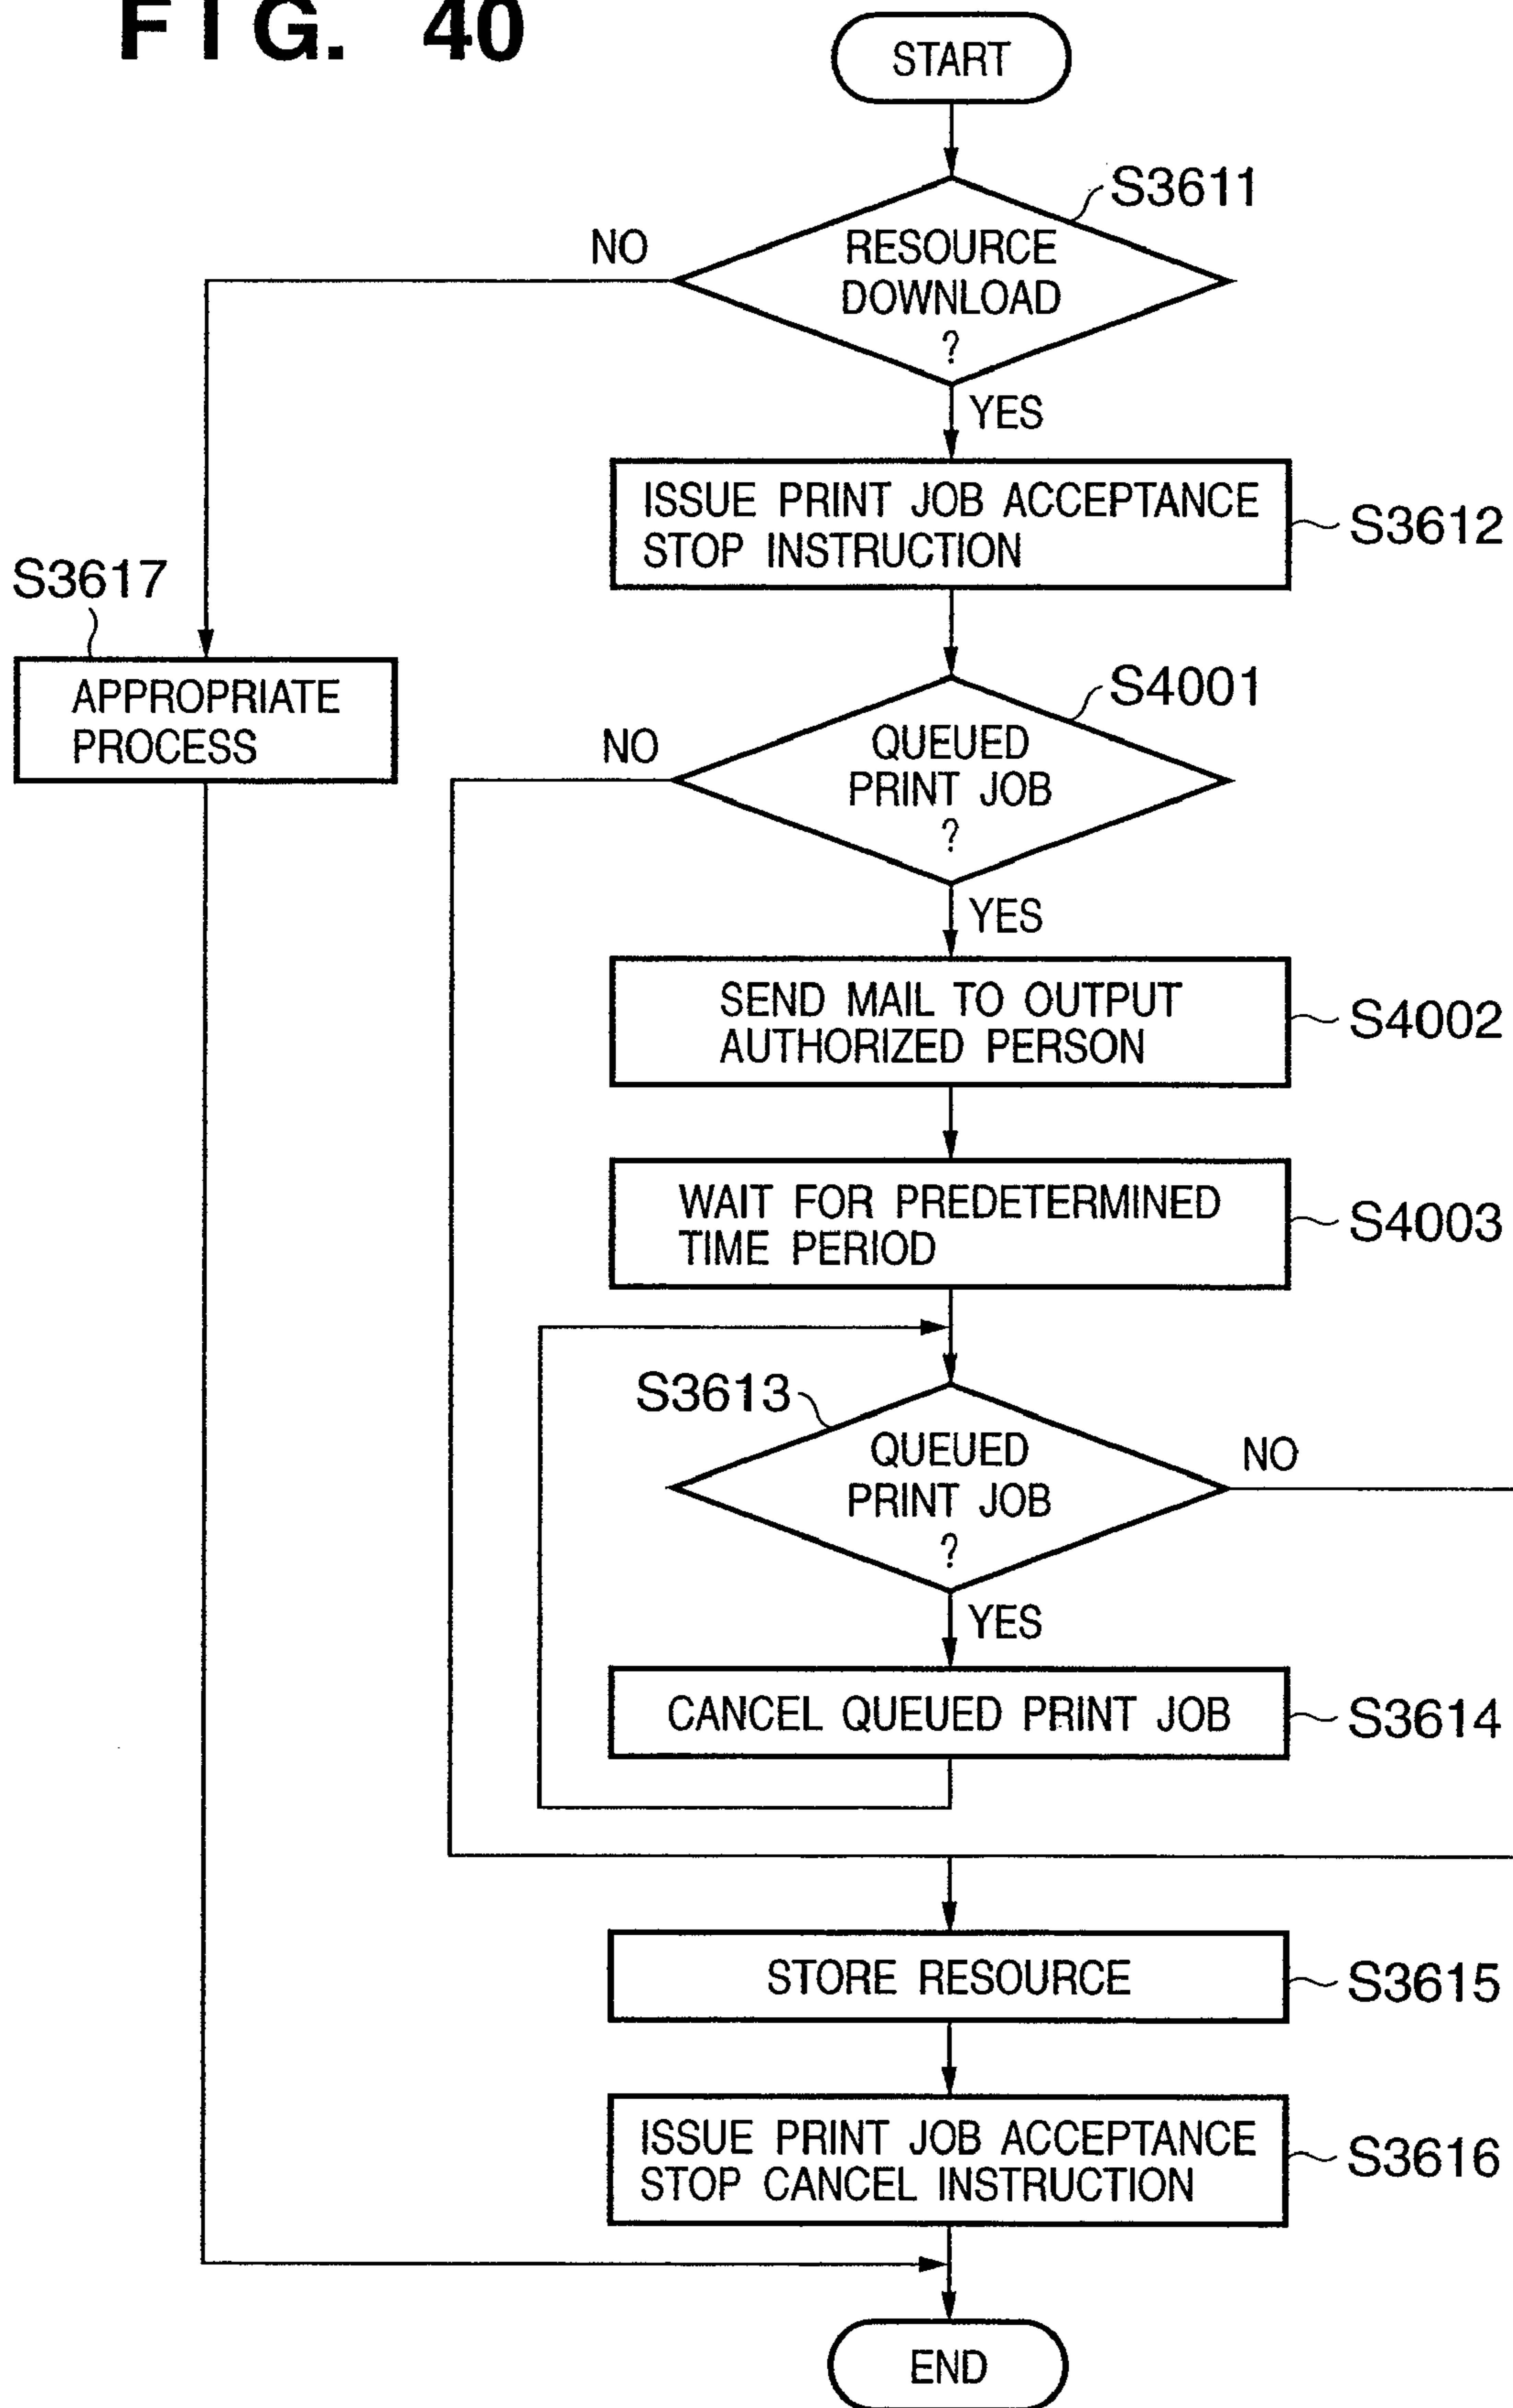 FIG. 40
START
S3611
NO
RESOURCE
DOWNLOAD
?
YES
ISSUE PRINT JOB ACCEPTANCE
STOP INSTRUCTION
S3612
S3617
APPROPRIATE
PROCESS
S4001
NO
QUEUED
PRINT JOB
?
YES
SEND MAIL TO OUTPUT
AUTHORIZED PERSON
S4002
WAIT FOR PREDETERMINED
TIME PERIOD
S4003
S3613
QUEUED
PRINT JOB
?
NO
YES
CANCEL QUEUED PRINT JOB
S3614
STORE RESOURCE
S3615
ISSUE PRINT JOB ACCEPTANCE
STOP CANCEL INSTRUCTION
S3616
END